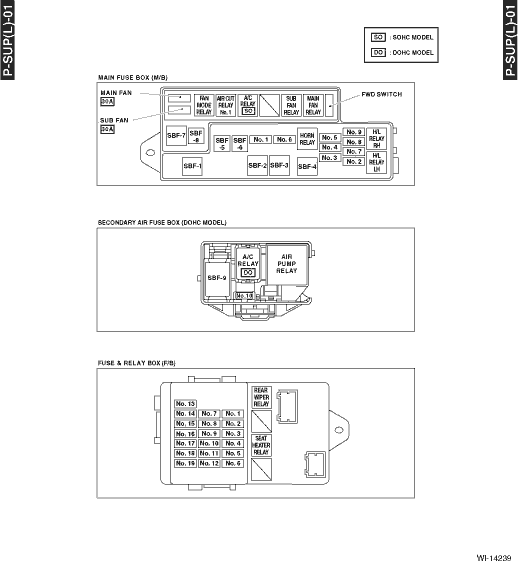 P-SUP(L)-01
P-SUP(L)-01
SO : SOHC MODEL
DO : DOHC MODEL
MAIN FUSE BOX (M/B)
MAIN FAN
30A
SUB FAN
30A
FAN MODE RELAY
AIR CUT RELAY No. 1
A/C RELAY SO
SUB FAN RELAY
MAIN FAN RELAY
FWD SWITCH
SBF-7
SBF-8
SBF-5
SBF-6
No. 1
No. 6
HORN RELAY
No. 5
No. 4
No. 3
No. 9
No. 8
No. 7
No. 2
H/L RELAY RH
H/L RELAY LH
SBF-1
SBF-2
SBF-3
SBF-4
SECONDARY AIR FUSE BOX (DOHC MODEL)
SBF-9
A/C RELAY DO
AIR PUMP RELAY
No. 10
FUSE & RELAY BOX (F/B)
No. 13
No. 14 No. 7 No. 1
No. 15 No. 8 No. 2
No. 16 No. 9 No. 3
No. 17 No. 10 No. 4
No. 18 No. 11 No. 5
No. 19 No. 12 No. 6
REAR WIPER RELAY
SEAT HEATER RELAY
WI-14239